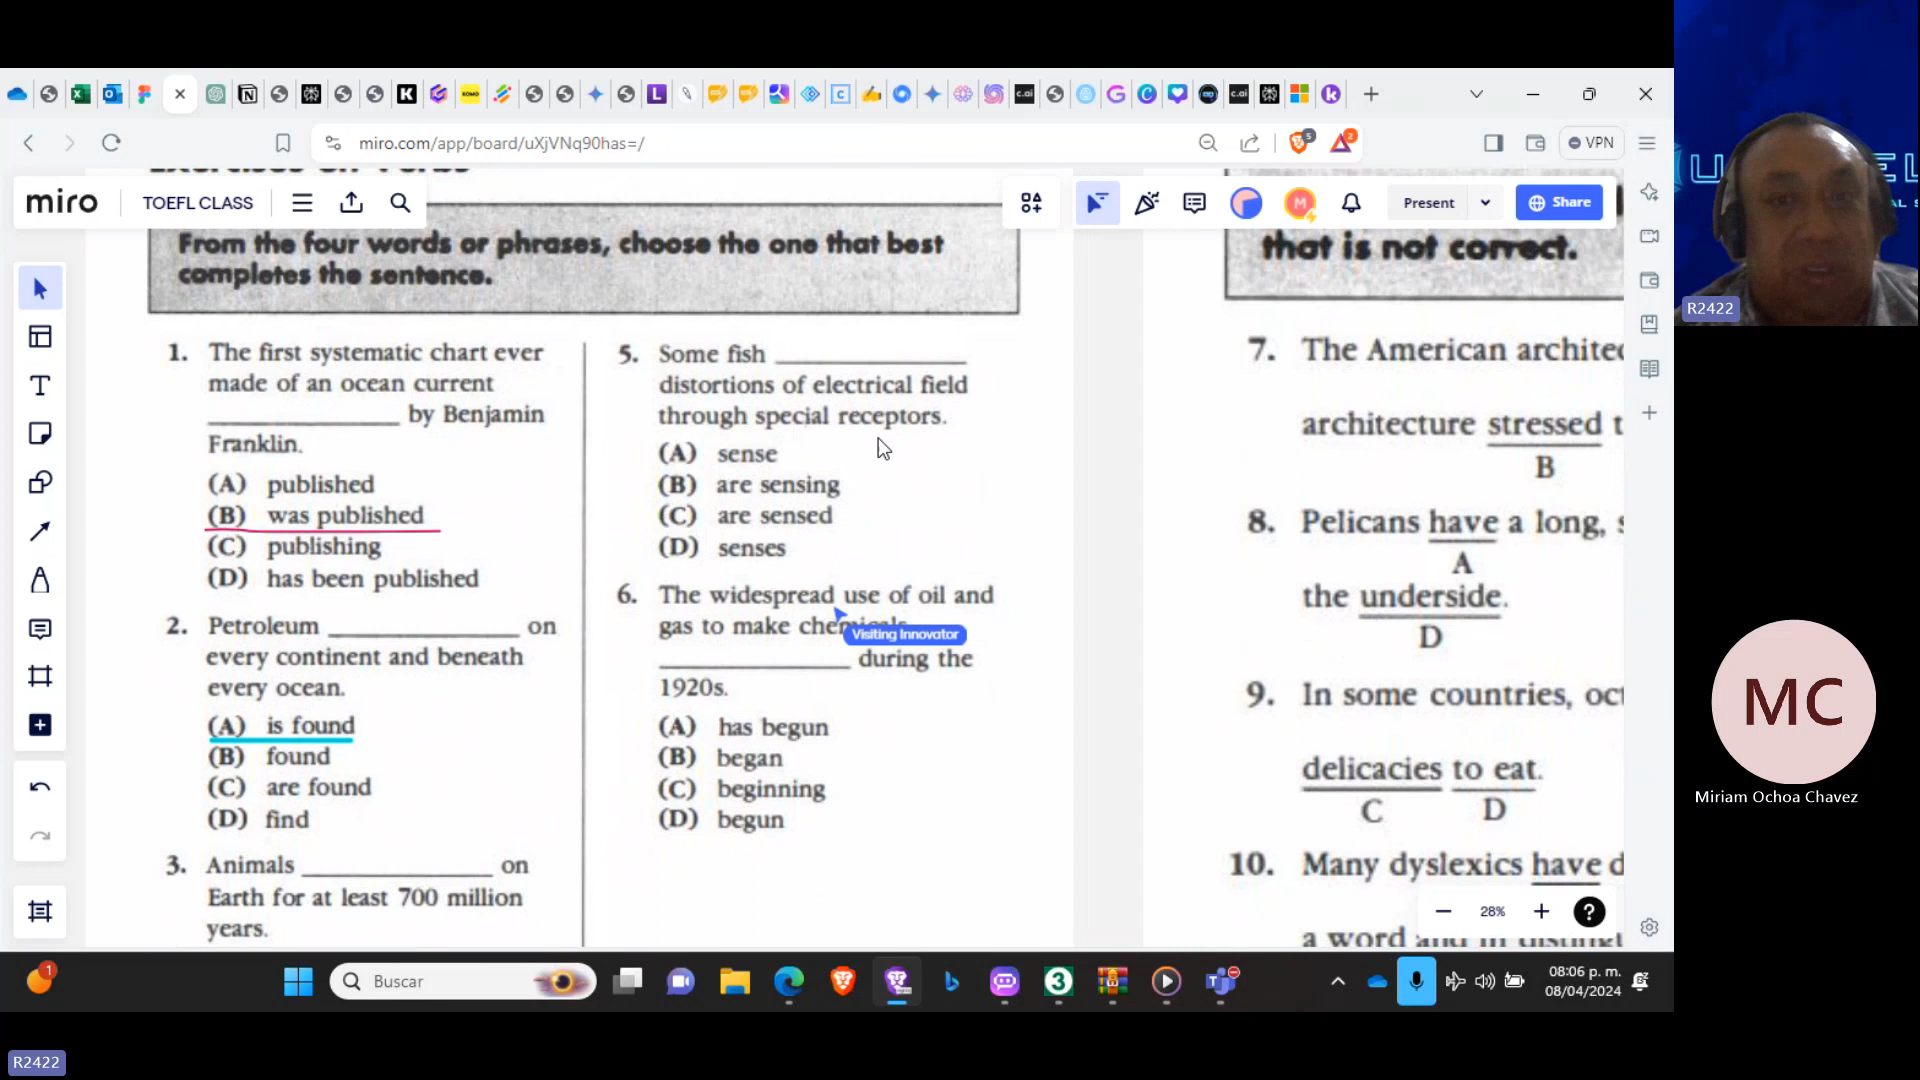 miro.com/app/board/uXjVNq90has=/
VPN
miro
TOEFL CLASS
Present
Share
From the four words or phrases, choose the one that best
completes the sentence.
1. The first systematic chart ever
made of an ocean current
______________ by Benjamin
Franklin.
(A) published
(B) was published
(C) publishing
(D) has been published
2. Petroleum ______________ on
every continent and beneath
every ocean.
(A) is found
(B) found
(C) are found
(D) find
3. Animals ______________ on
Earth for at least 700 million
years.
5. Some fish ______________
distortions of electrical field
through special receptors.
(A) sense
(B) are sensing
(C) are sensed
(D) senses
6. The widespread use of oil and
gas to make
Visiting Innovator
______________ during the
1920s.
(A) has begun
(B) began
(C) beginning
(D) begun
that is not correct.
7. The American
architecture stressed
B
8. Pelicans have a long,
A
the underside.
D
9. In some countries,
delicacies to eat.
C D
10. Many dyslexics have
a word
28%
Buscar
08:06 p. m.
08/04/2024
R2422
MC
Miriam Ochoa Chavez
R2422